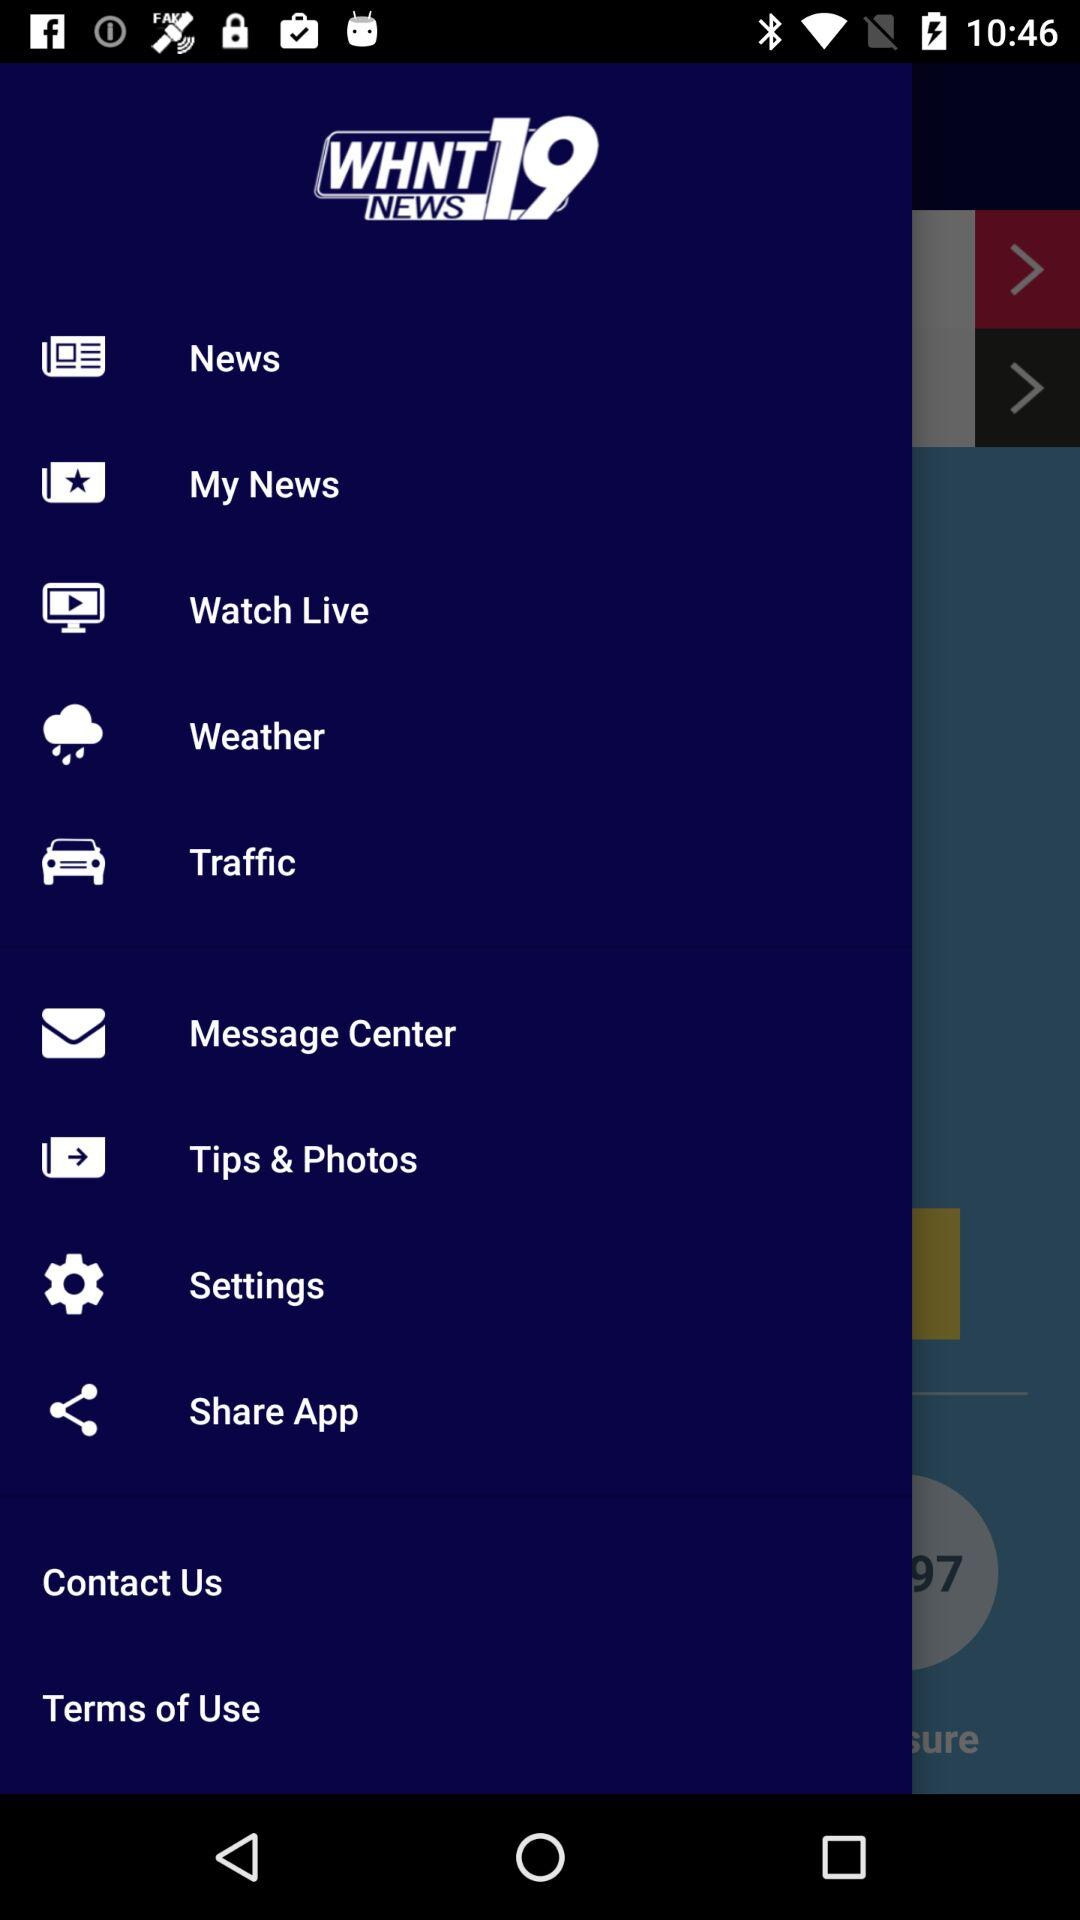 FAKE
10:46
WHNT 19
NEWS
News
My News
Watch Live
Weather
Traffic
Message Center
Tips & Photos
Settings
Share App
97
Contact Us
Terms of Use
sure